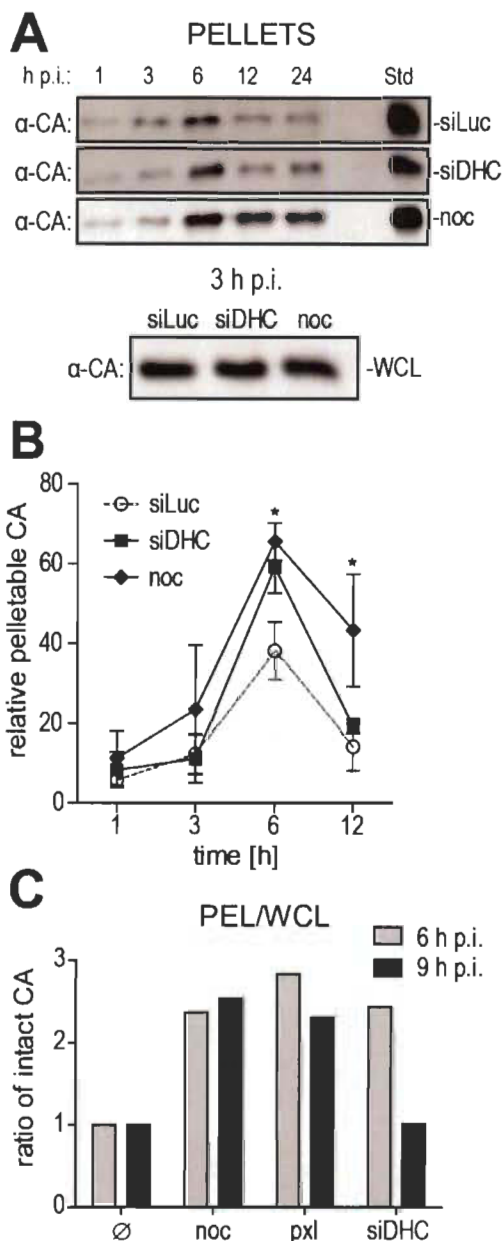 A
PELLETS
h p.i.: 1 3 6 12 24 Std
α-CA: -siLuc
α-CA: -siDHC
α-CA: -noc
3 h p.i.
siLuc siDHC noc
α-CA: -WCL
B
80
60
40
20
0
relative pelletable CA
siLuc
siDHC
noc
*
*
1 3 6 12
time [h]
C
PEL/WCL
6 h p.i.
9 h p.i.
3
2
1
0
ratio of intact CA
∅ noc pxl siDHC